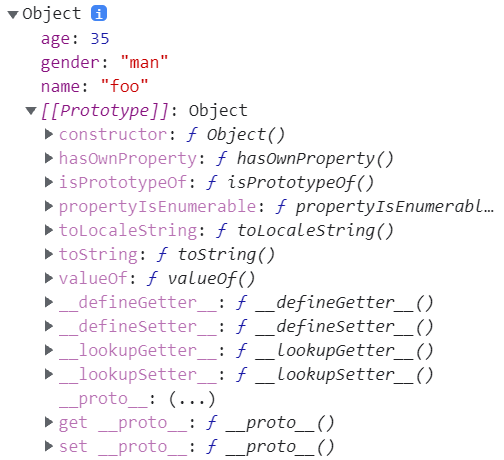 Object i
age: 35
gender: "man"
name: "foo"
[[Prototype]]: Object
constructor: ƒ Object()
hasOwnProperty: ƒ hasOwnProperty()
isPrototypeOf: ƒ isPrototypeOf()
propertyIsEnumerable: ƒ propertyIsEnumerabl…
toLocaleString: ƒ toLocaleString()
toString: ƒ toString()
valueOf: ƒ valueOf()
__defineGetter__: ƒ __defineGetter__()
__defineSetter__: ƒ __defineSetter__()
__lookupGetter__: ƒ __lookupGetter__()
__lookupSetter__: ƒ __lookupSetter__()
__proto__: (...)
get __proto__: ƒ __proto__()
set __proto__: ƒ __proto__()